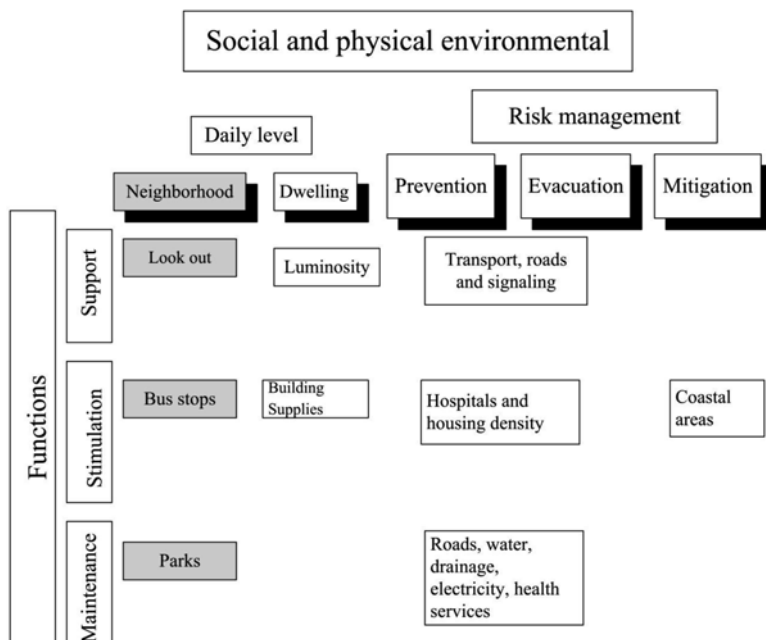 Social and physical environmental
Risk management
Daily level
Neighborhood
Dwelling
Prevention
Evacuation
Mitigation
Functions
Support
Look out
Luminosity
Transport, roads
and signaling
Stimulation
Bus stops
Building
Supplies
Hospitals and
housing density
Coastal
areas
Maintenance
Parks
Roads, water,
drainage,
electricity, health
services